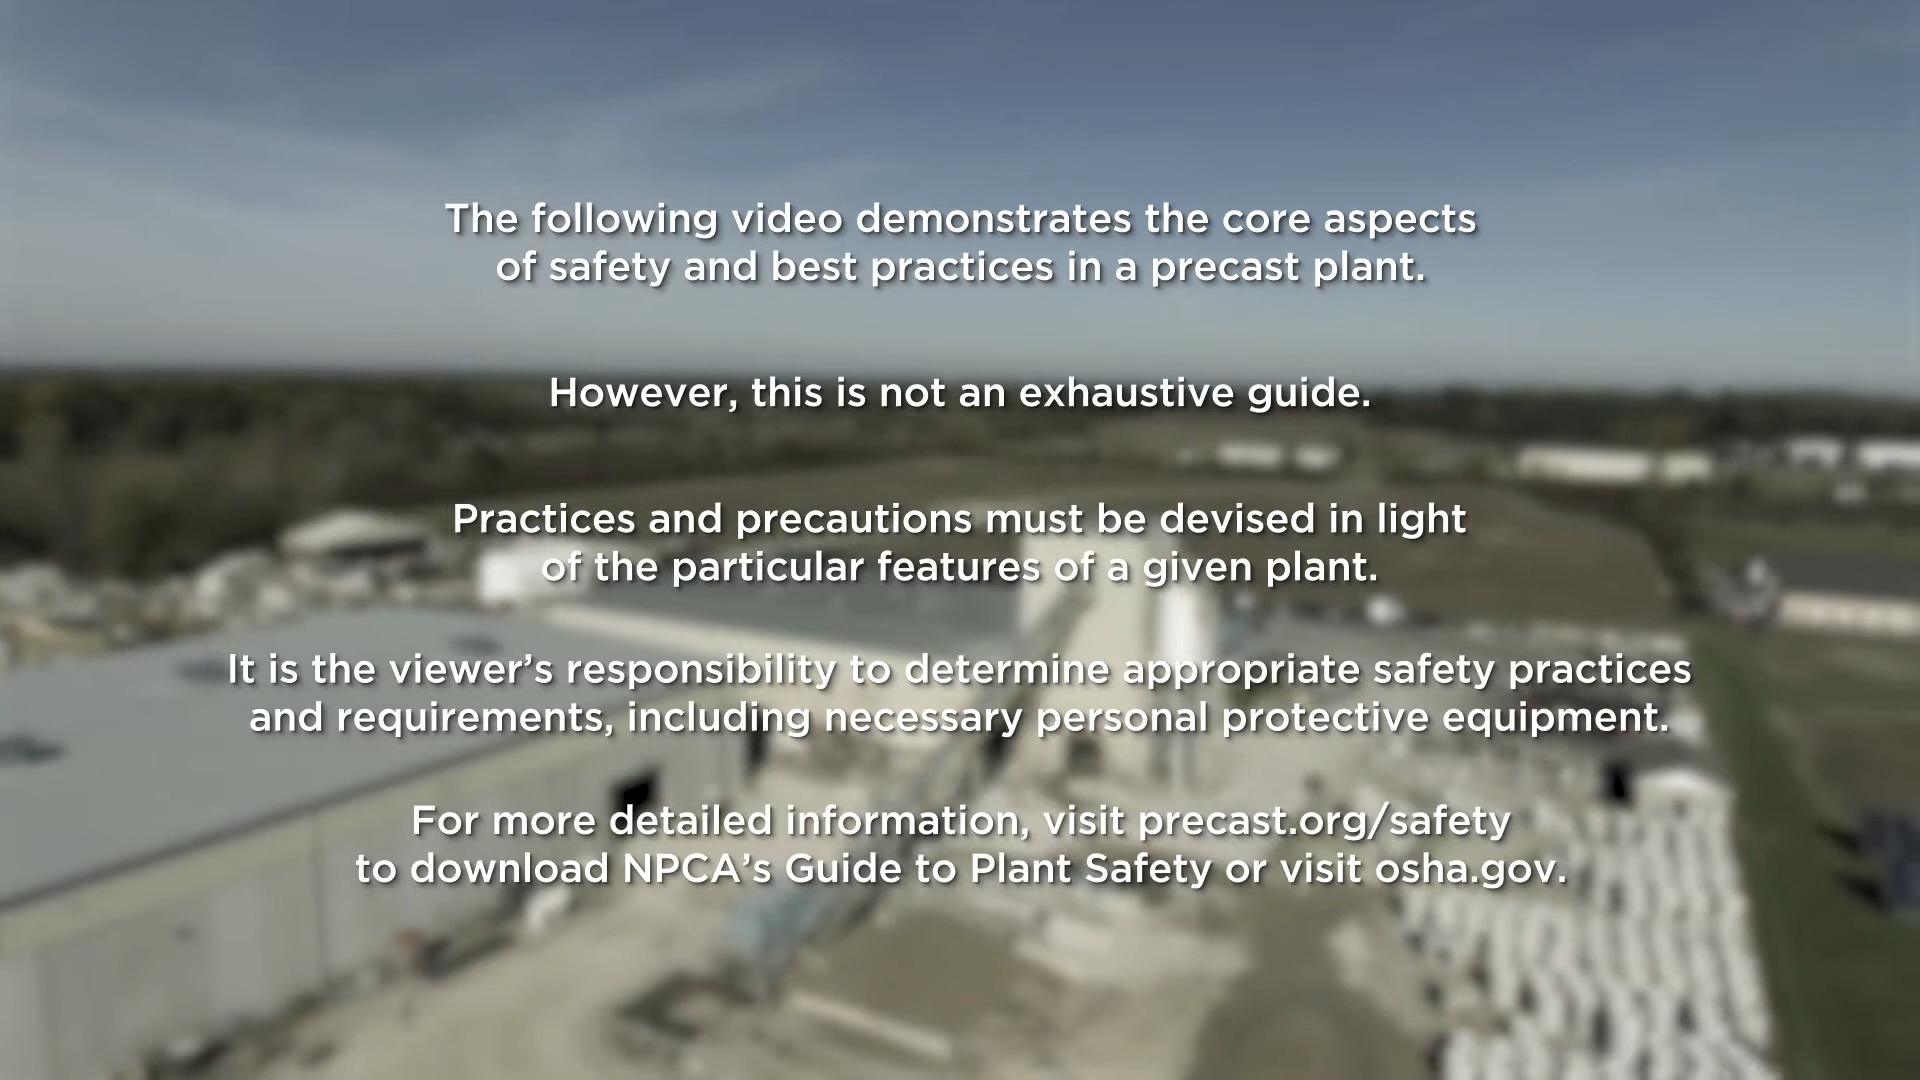 The following video demonstrates the core aspects
of safety and best practices in a precast plant.
However, this is not an exhaustive guide.
Practices and precautions must be devised in light
of the particular features of a given plant.
It is the viewer’s responsibility to determine appropriate safety practices
and requirements, including necessary personal protective equipment.
For more detailed information, visit precast.org/safety
to download NPCA’s Guide to Plant Safety or visit osha.gov.